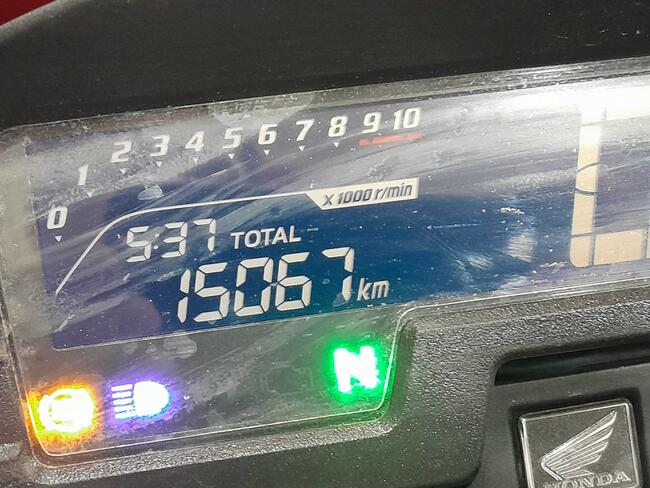 0 1 2 3 4 5 6 7 8 9 10
x 1000 r/min
5:37 TOTAL
15067 km
N
HONDA